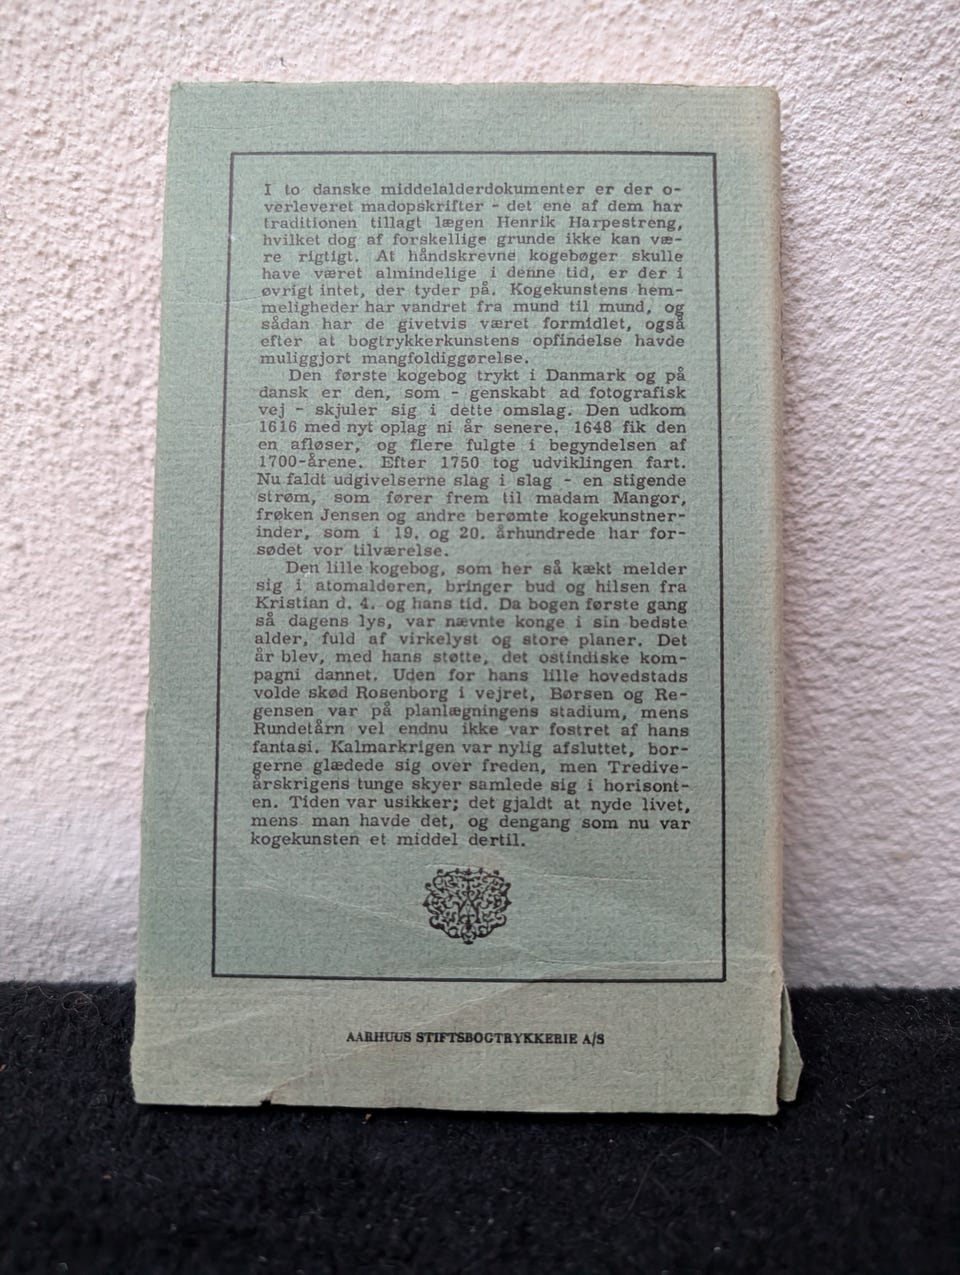 I to danske middelalderdokumenter er der o-
verleveret madopskrifter - det ene af dem har
traditionen tillagt lægen Henrik Harpestreng,
hvilket dog af forskellige grunde ikke kan væ-
re rigtigt. At håndskrevne kogebøger skulle
have været almindelige i denne tid, er der i
øvrigt intet, der tyder på. Kogekunstens hem-
meligheder har vandret fra mund til mund, og
sådan har de givetvis været formidlet, også
efter at bogtrykkerkunstens opfindelse havde
muliggjort mangfoldiggørelse.
Den første kogebog trykt i Danmark og på
dansk er den, som - genskabt ad fotografisk
vej - skjuler sig i dette omslag. Den udkom
1616 med nyt oplag ni år senere. 1648 fik den
en afløser, og flere fulgte i begyndelsen af
1700-årene. Efter 1750 tog udviklingen fart.
Nu faldt udgivelserne slag i slag - en stigende
strøm, som fører frem til madam Mangor,
frøken Jensen og andre berømte kogekunstner-
inder, som i 19. og 20. århundrede har for-
sødet vor tilværelse.
Den lille kogebog, som her så kækt melder
sig i atomalderen, bringer bud og hilsen fra
Kristian d. 4. og hans tid. Da bogen første gang
så dagens lys, var nævnte konge i sin bedste
alder, fuld af virkelyst og store planer. Det
år blev, med hans støtte, det ostindiske kom-
pagni dannet. Uden for hans lille hovedstads
volde skød Rosenborg i vejret, Børsen og Re-
gensen var på planlægningens stadium, mens
Rundetårn vel endnu ikke var fostret af hans
fantasi. Kalmarkrigen var nylig afsluttet, bor-
gerne glædede sig over freden, men Tredive-
årskrigens tunge skyer samlede sig i horisont-
en. Tiden var usikker; det gjaldt at nyde livet,
mens man havde det, og dengang som nu var
kogekunsten et middel dertil.
AARHUUS STIFTSBOGTRYKKERIE A/S